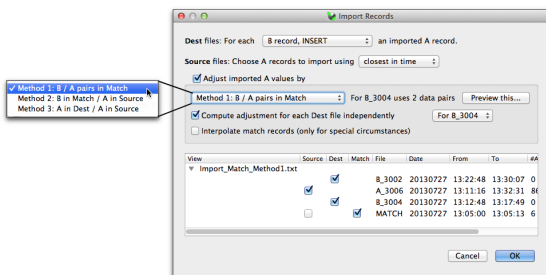 Import Records
Dest files: For each B record, INSERT an imported A record.
Source files: Choose A records to import using closest in time
Adjust imported A values by
Method 1: B / A pairs in Match
Method 2: B in Match / A in Source
Method 3: A in Dest / A in Source
Method 1: B / A pairs in Match For B_3004 uses 2 data pairs Preview this...
Compute adjustment for each Dest file independently For B_3004
Interpolate match records (only for special circumstances)
View Source Dest Match File Date From To #A
Import_Match_Method1.txt
B_3002 20130727 13:22:48 13:30:07 0
A_3006 20130727 13:11:16 13:32:31 86
B_3004 20130727 13:12:48 13:17:49 0
MATCH 20130727 13:05:00 13:05:13 6
Cancel OK